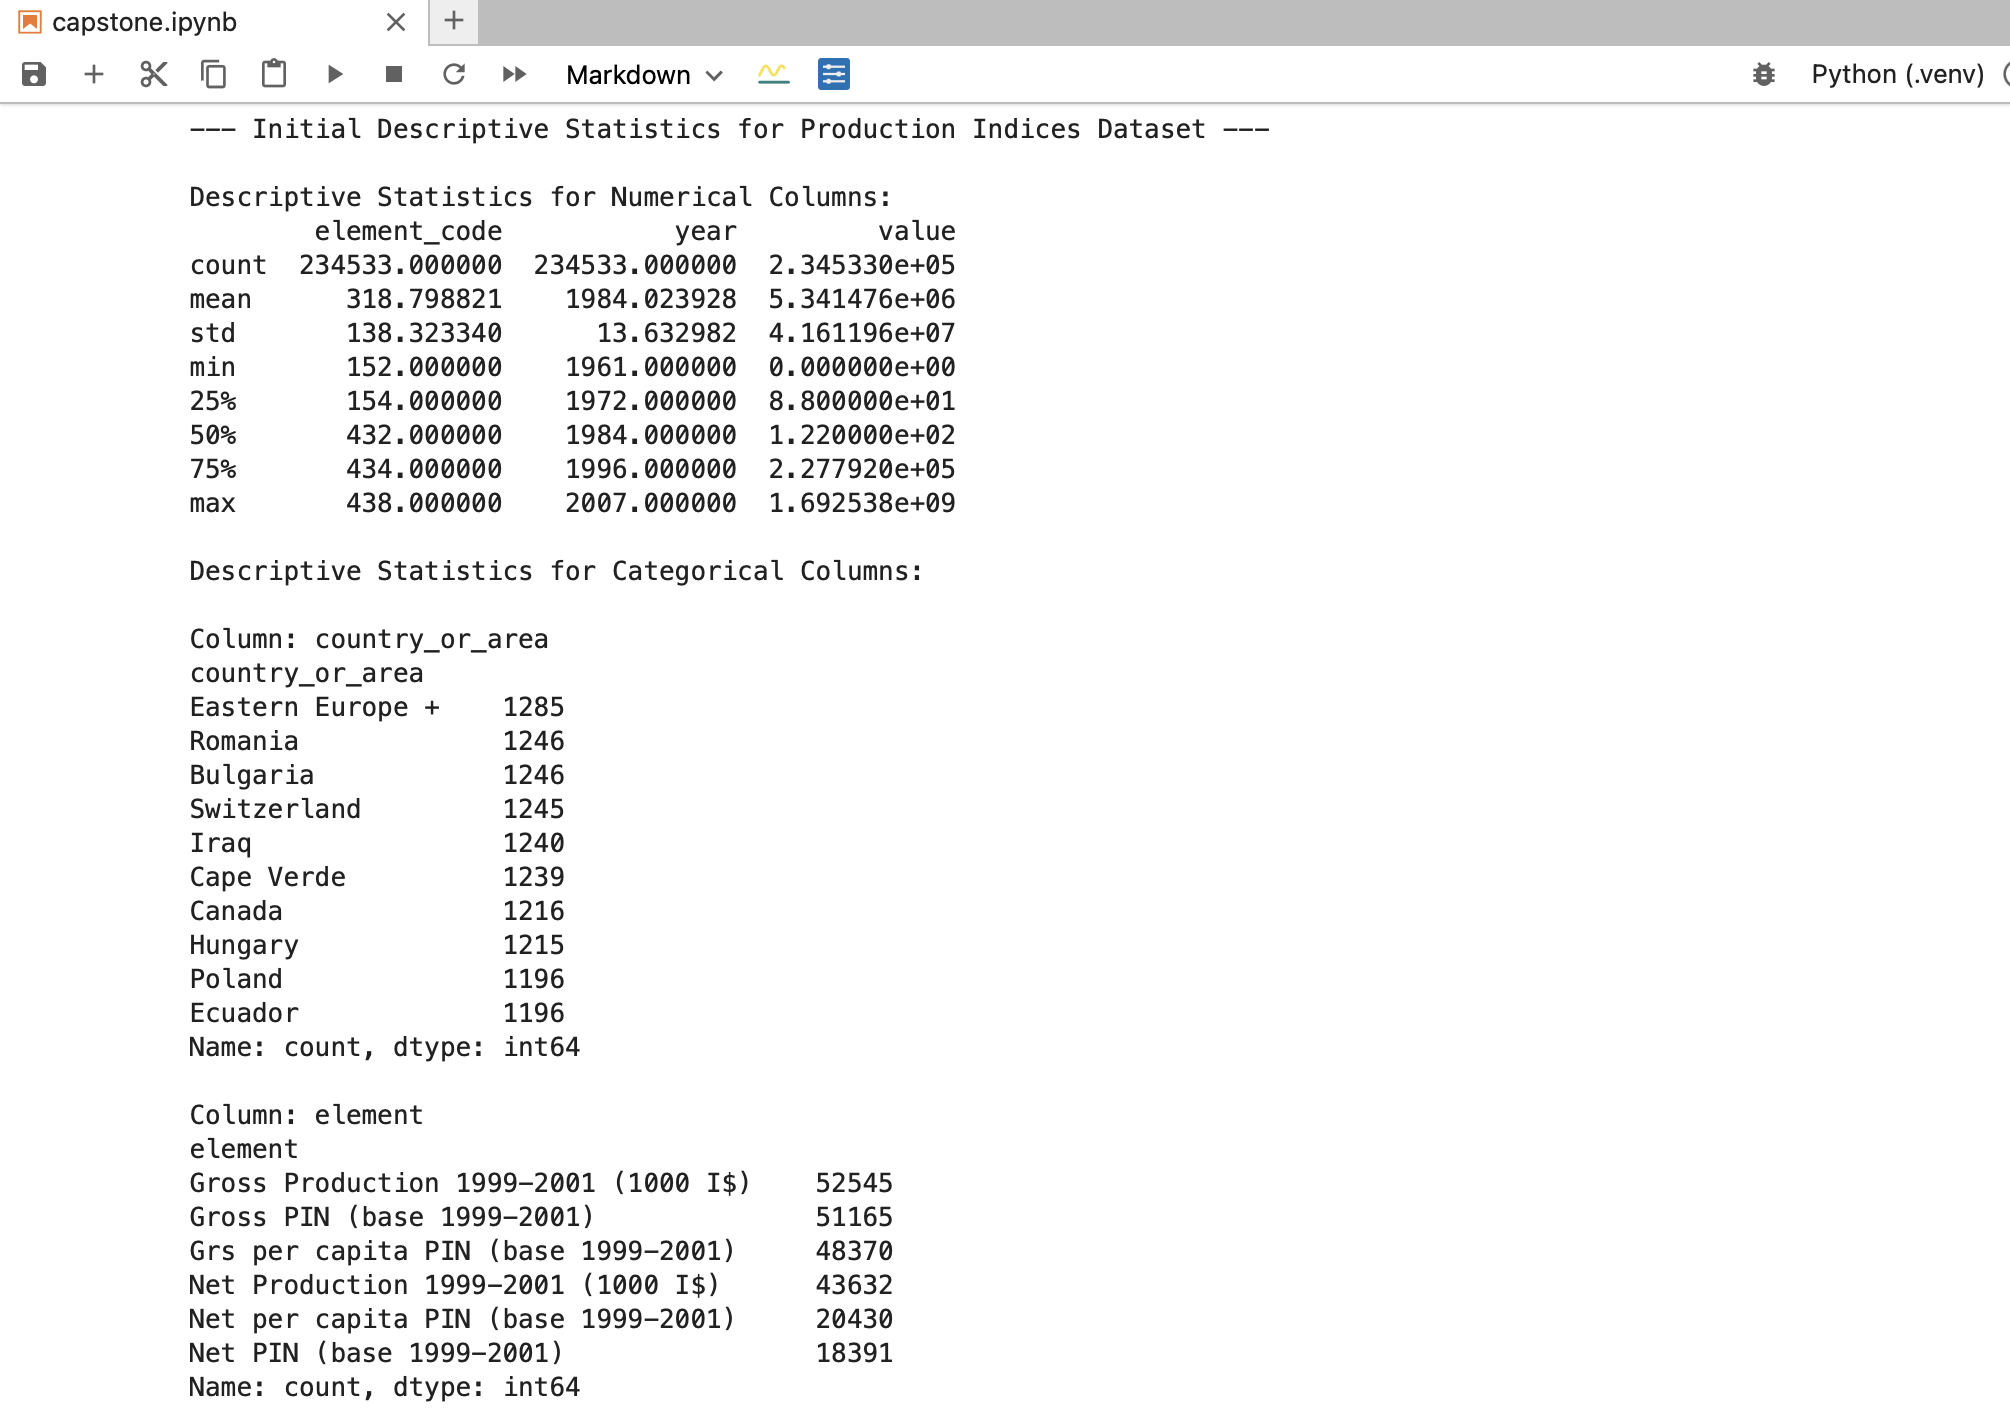 capstone.ipynb
Markdown
Python (.venv)
--- Initial Descriptive Statistics for Production Indices Dataset ---
Descriptive Statistics for Numerical Columns:
        element_code           year         value
count  234533.000000  234533.000000  2.345330e+05
mean      318.798821    1984.023928  5.341476e+06
std       138.323340      13.632982  4.161196e+07
min       152.000000    1961.000000  0.000000e+00
25%       154.000000    1972.000000  8.800000e+01
50%       432.000000    1984.000000  1.220000e+02
75%       434.000000    1996.000000  2.277920e+05
max       438.000000    2007.000000  1.692538e+09
Descriptive Statistics for Categorical Columns:
Column: country_or_area
country_or_area
Eastern Europe +    1285
Romania             1246
Bulgaria            1246
Switzerland         1245
Iraq                1240
Cape Verde          1239
Canada              1216
Hungary             1215
Poland              1196
Ecuador             1196
Name: count, dtype: int64
Column: element
element
Gross Production 1999-2001 (1000 I$)    52545
Gross PIN (base 1999-2001)              51165
Grs per capita PIN (base 1999-2001)     48370
Net Production 1999-2001 (1000 I$)      43632
Net per capita PIN (base 1999-2001)     20430
Net PIN (base 1999-2001)                18391
Name: count, dtype: int64